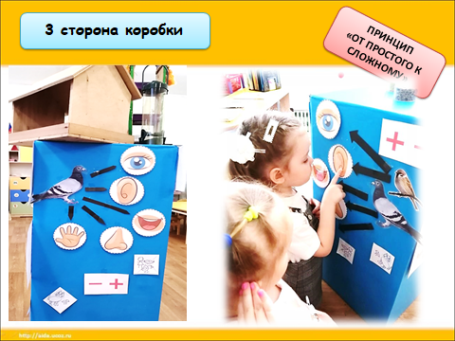 3 сторона коробки
ПРИНЦИП
«ОТ ПРОСТОГО К
СЛОЖНОМУ»
- +
+ -